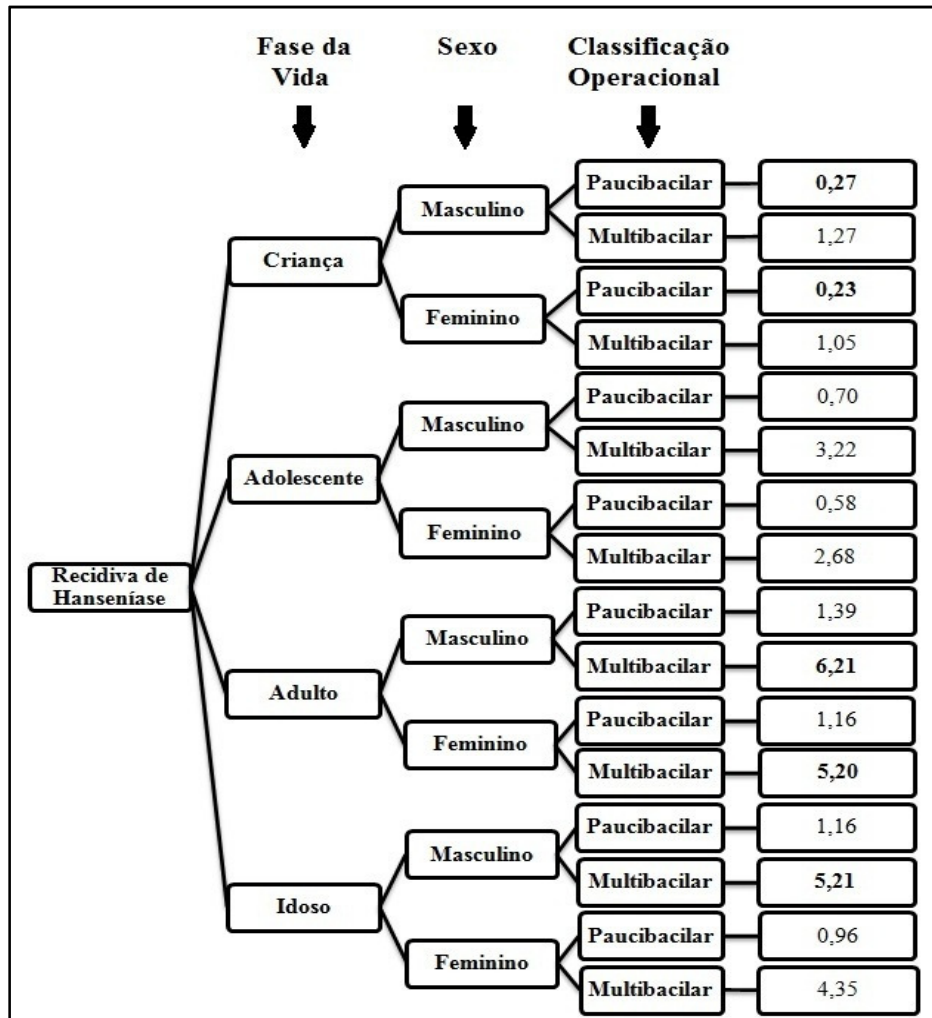 Fase da
Vida
Sexo
Classificação
Operacional
Recidiva de
Hanseníase
Criança
Masculino
Paucibacilar
0,27
Multibacilar
1,27
Feminino
Paucibacilar
0,23
Multibacilar
1,05
Adolescente
Masculino
Paucibacilar
0,70
Multibacilar
3,22
Feminino
Paucibacilar
0,58
Multibacilar
2,68
Adulto
Masculino
Paucibacilar
1,39
Multibacilar
6,21
Feminino
Paucibacilar
1,16
Multibacilar
5,20
Idoso
Masculino
Paucibacilar
1,16
Multibacilar
5,21
Feminino
Paucibacilar
0,96
Multibacilar
4,35